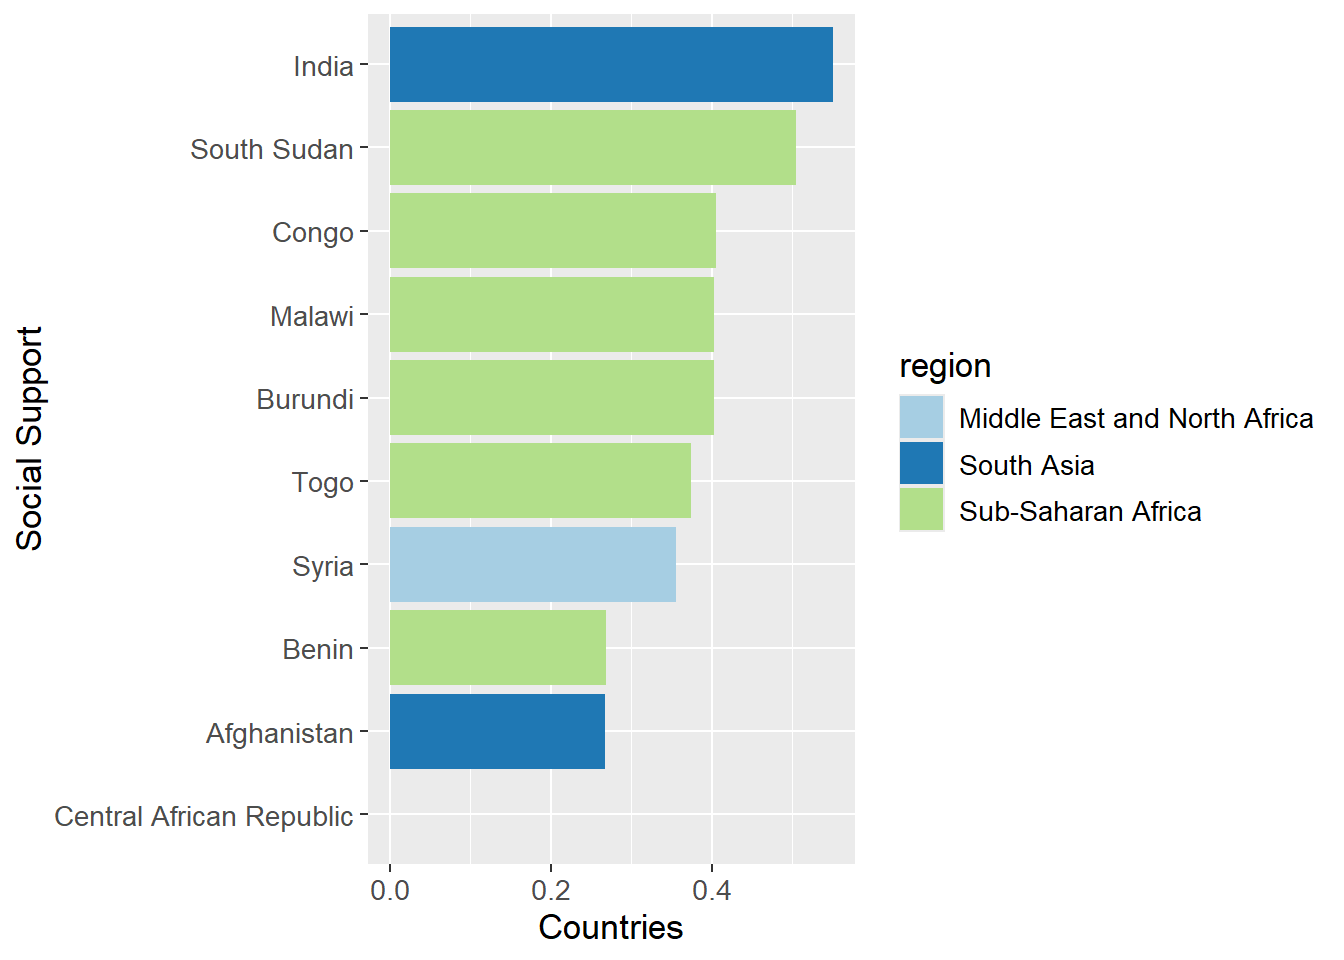 India
South Sudan
Congo
Malawi
Burundi
Togo
Syria
Benin
Afghanistan
Central African Republic
Social Support
0.0 0.2 0.4
Countries
region
Middle East and North Africa
South Asia
Sub-Saharan Africa